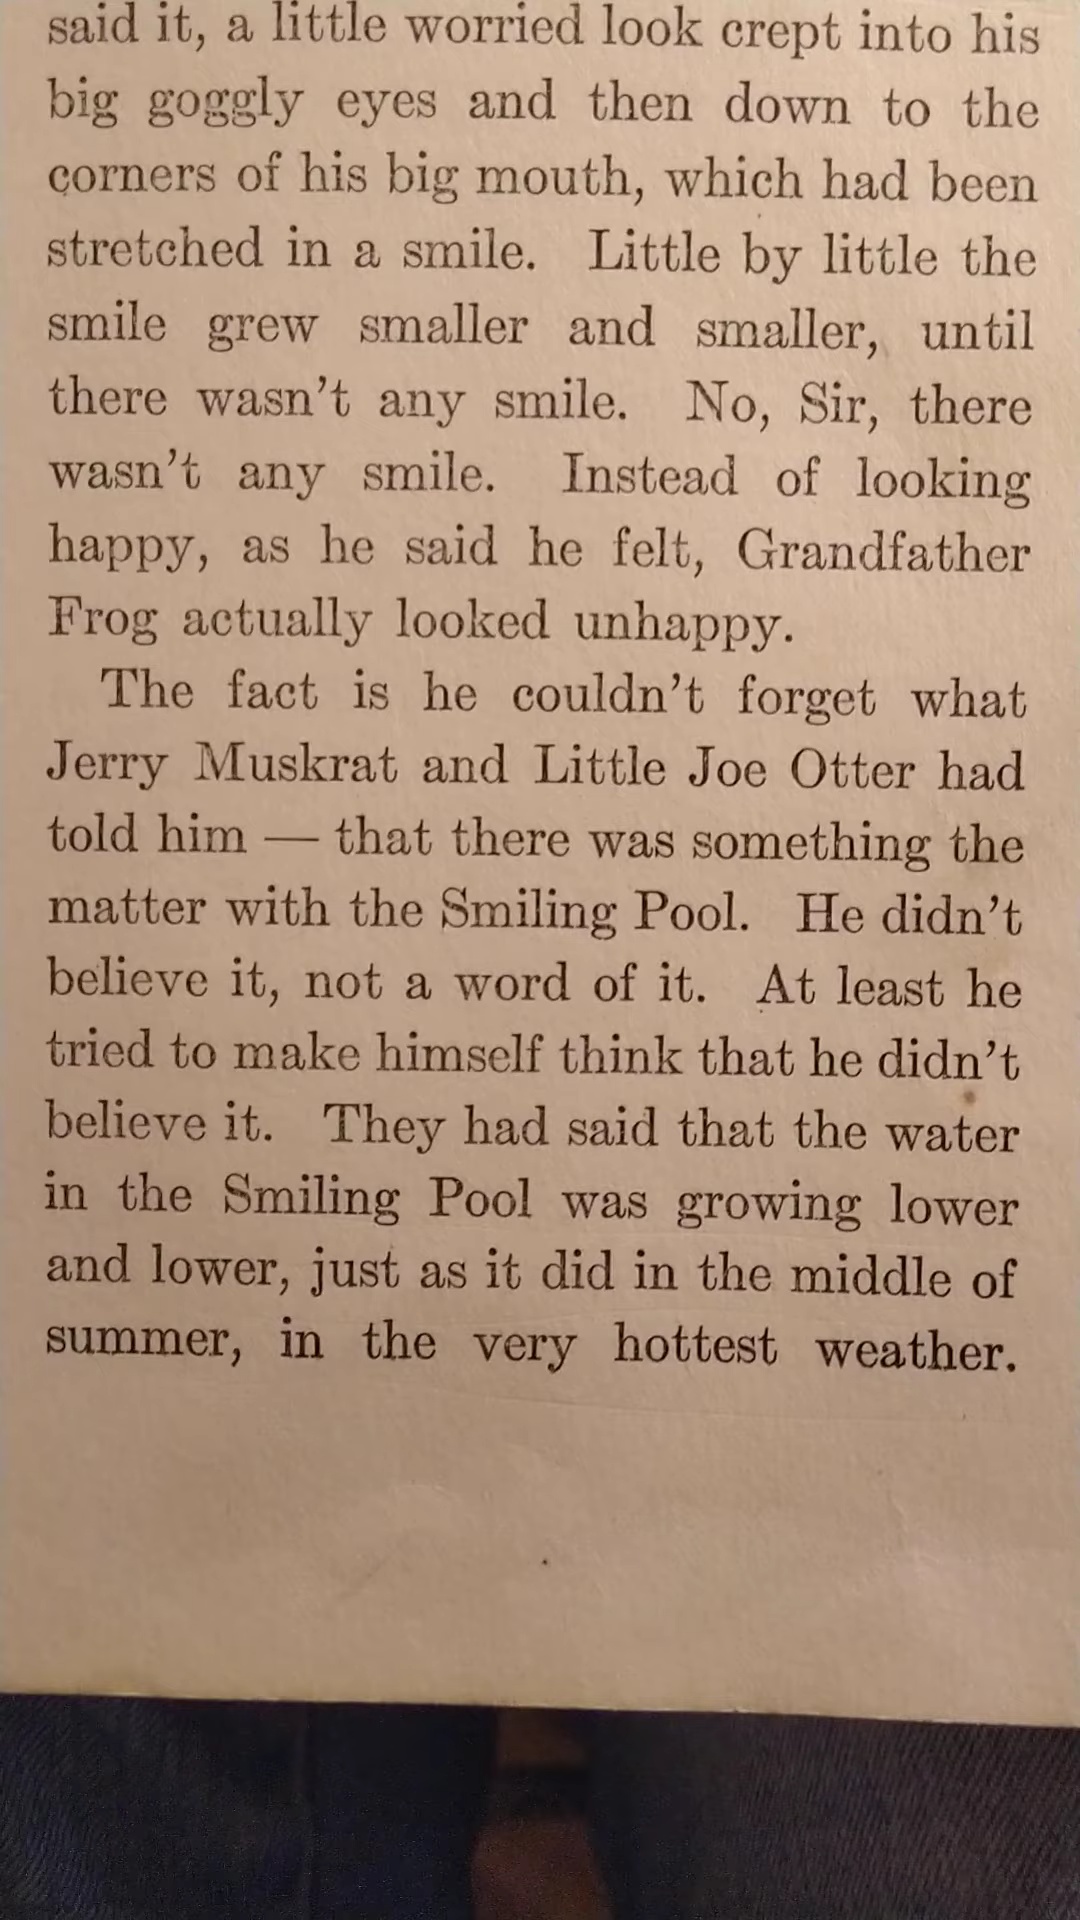 said it, a little worried look crept into his
big goggly eyes and then down to the
corners of his big mouth, which had been
stretched in a smile. Little by little the
smile grew smaller and smaller, until
there wasn't any smile. No, Sir, there
wasn't any smile. Instead of looking
happy, as he said he felt, Grandfather
Frog actually looked unhappy.
The fact is he couldn't forget what
Jerry Muskrat and Little Joe Otter had
told him — that there was something the
matter with the Smiling Pool. He didn't
believe it, not a word of it. At least he
tried to make himself think that he didn't
believe it. They had said that the water
in the Smiling Pool was growing lower
and lower, just as it did in the middle of
summer, in the very hottest weather.